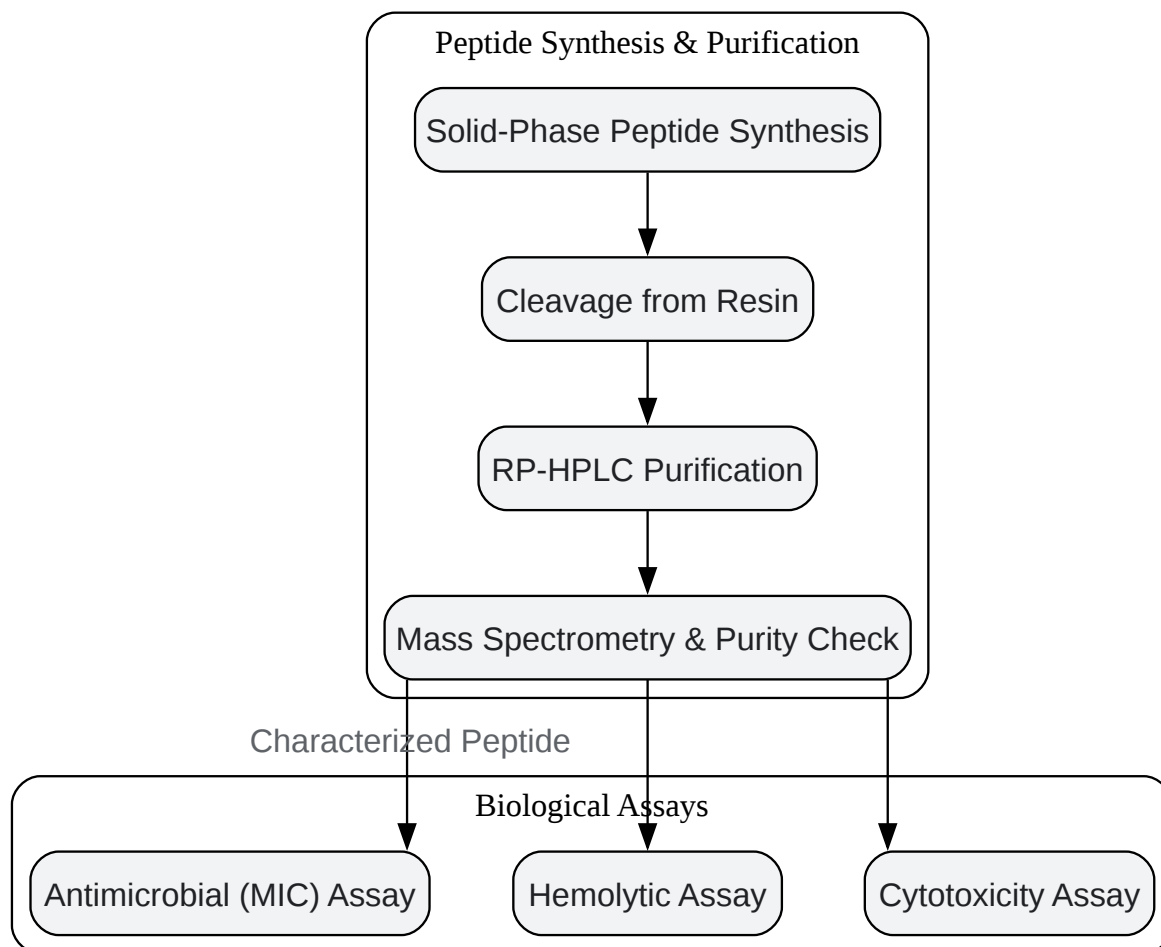 Peptide Synthesis & Purification
Solid-Phase Peptide Synthesis
Cleavage from Resin
RP-HPLC Purification
Mass Spectrometry & Purity Check
Characterized Peptide
Biological Assays
Antimicrobial (MIC) Assay
Hemolytic Assay
Cytotoxicity Assay